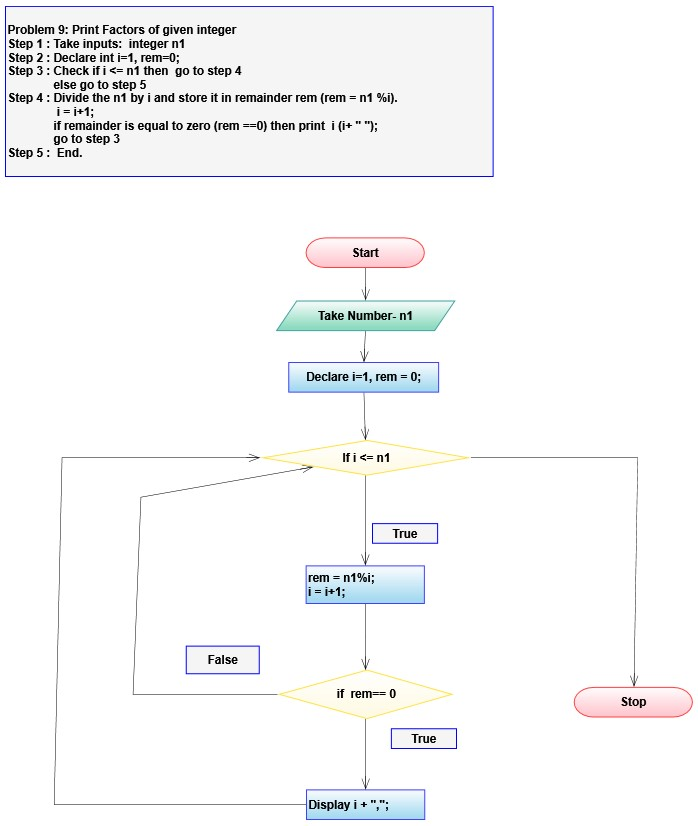 Problem 9: Print Factors of given integer
Step 1 : Take inputs:  integer n1
Step 2 : Declare int i=1, rem=0;
Step 3 : Check if i <= n1 then  go to step 4
else go to step 5
Step 4 : Divide the n1 by i and store it in remainder rem (rem = n1 %i).
i = i+1;
if remainder is equal to zero (rem ==0) then print  i (i+ " ");
go to step 3
Step 5 :  End.
Start
Take Number- n1
Declare i=1, rem = 0;
If i <= n1
True
rem = n1%i;
i = i+1;
False
if  rem== 0
Stop
True
Display i + ",";